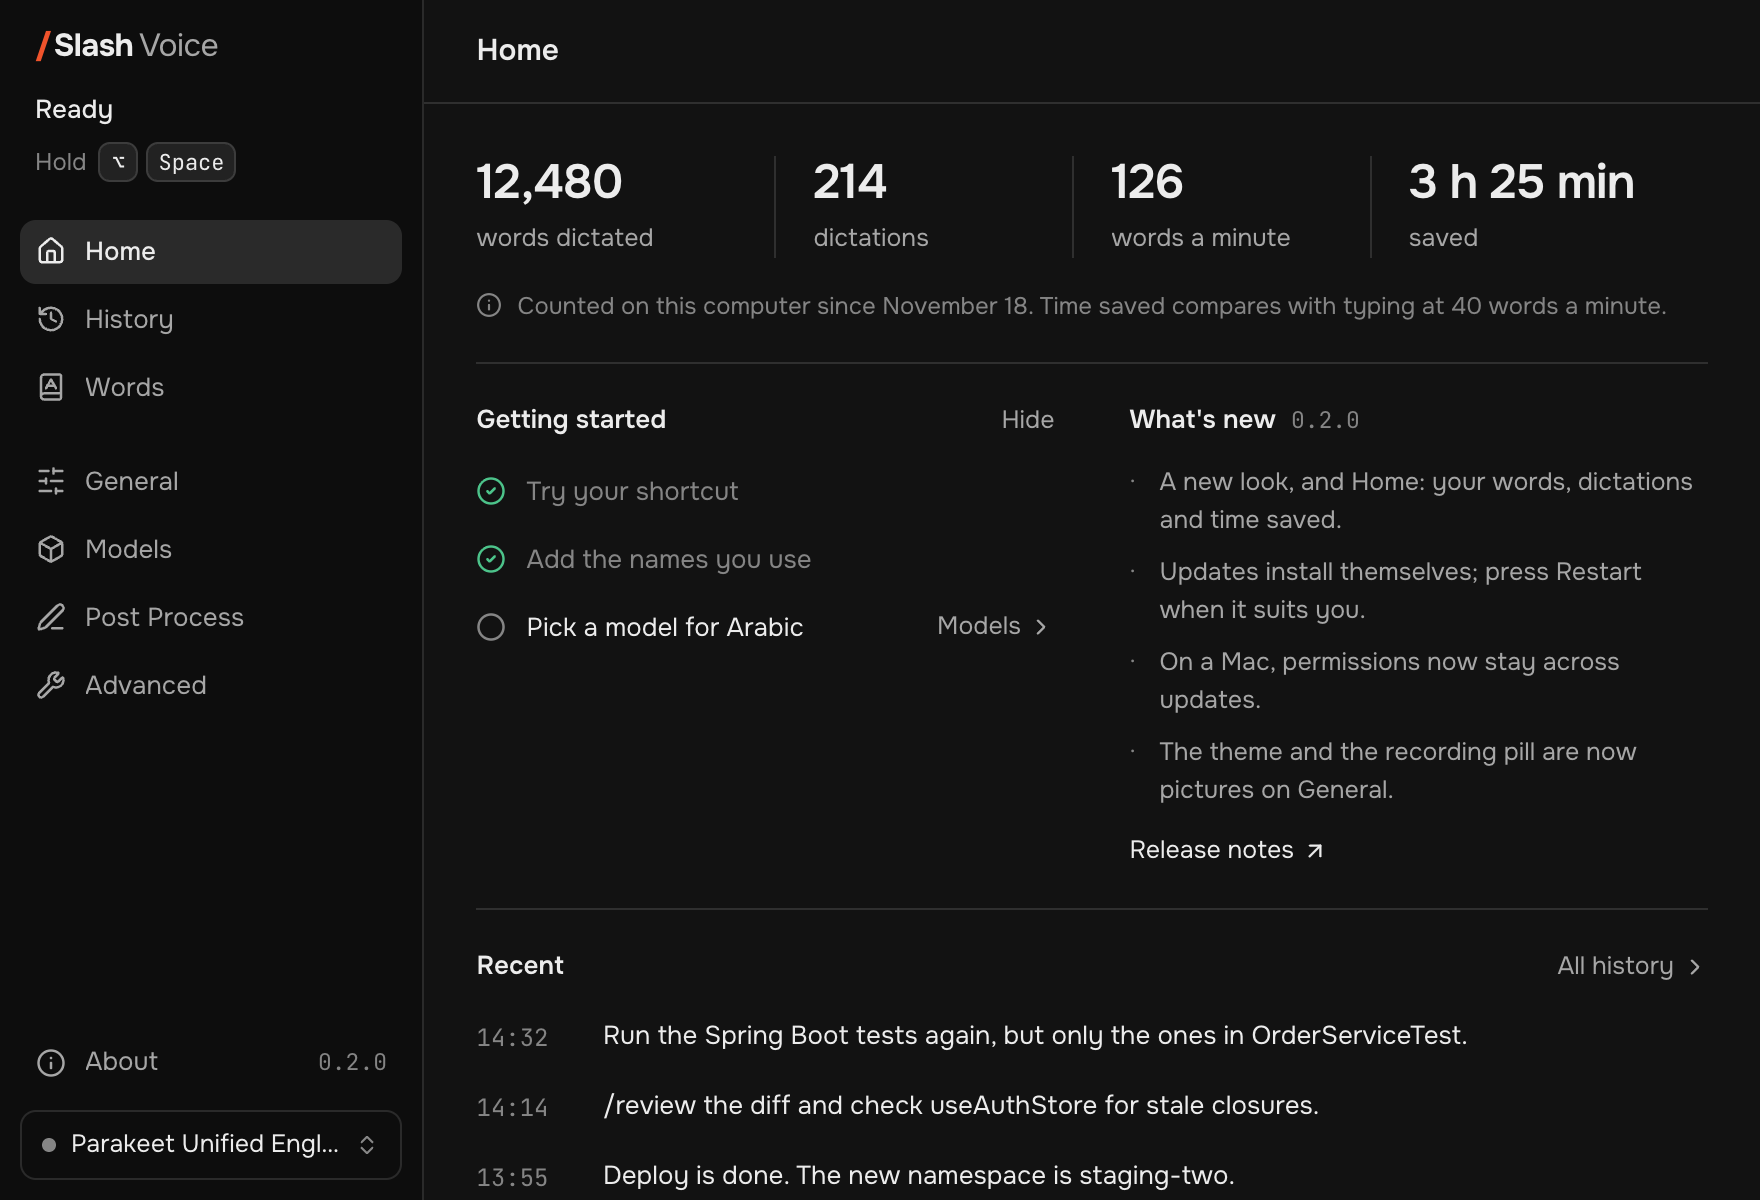 /Slash Voice
Ready
Hold ⌥ Space
Home
History
Words
General
Models
Post Process
Advanced
About 0.2.0
Parakeet Unified Engl...
Home
12,480
words dictated
214
dictations
126
words a minute
3 h 25 min
saved
Counted on this computer since November 18. Time saved compares with typing at 40 words a minute.
Getting started Hide
Try your shortcut
Add the names you use
Pick a model for Arabic Models
What's new 0.2.0
· A new look, and Home: your words, dictations
and time saved.
· Updates install themselves; press Restart
when it suits you.
· On a Mac, permissions now stay across
updates.
· The theme and the recording pill are now
pictures on General.
Release notes
Recent All history
14:32 Run the Spring Boot tests again, but only the ones in OrderServiceTest.
14:14 /review the diff and check useAuthStore for stale closures.
13:55 Deploy is done. The new namespace is staging-two.